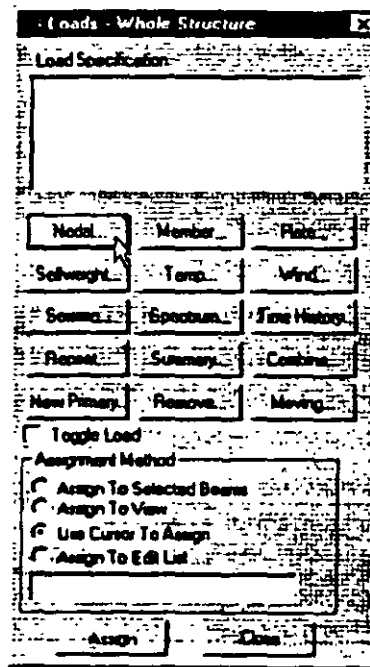 Loads - Whole Structure
Load Specification
Nodal... Member... Plate...
Selfweight... Temp... Wind...
Seismic... Spectrum... Time History...
Repeat... Summary... Combine...
New Primary... Remove... Moving...
Toggle Load
Assignment Method
Assign To Selected Beams
Assign To View
Use Cursor To Assign
Assign To Edit List
Assign Close